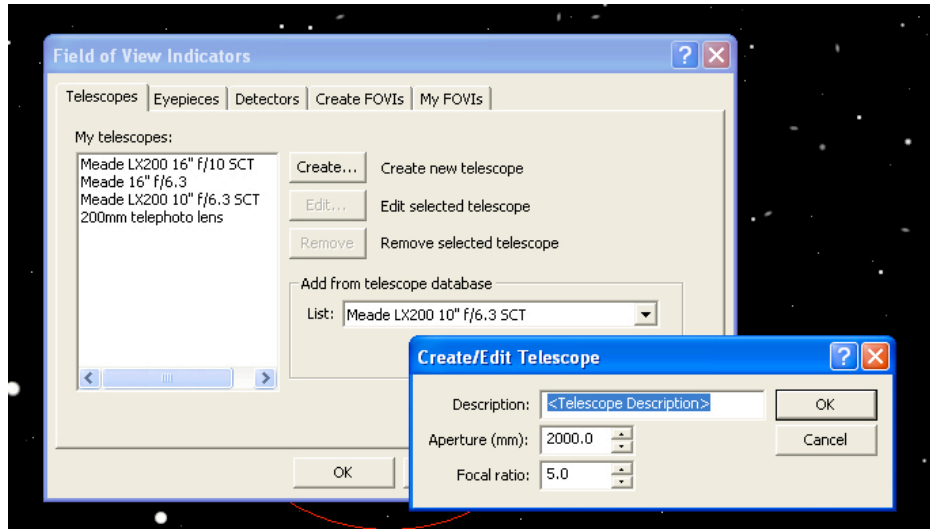 Field of View Indicators
Telescopes Eyepieces Detectors Create FOVIs My FOVIs
My telescopes:
Meade LX200 16" f/10 SCT
Meade 16" f/6.3
Meade LX200 10" f/6.3 SCT
200mm telephoto lens
Create... Create new telescope
Edit... Edit selected telescope
Remove Remove selected telescope
Add from telescope database
List: Meade LX200 10" f/6.3 SCT
OK
Create/Edit Telescope
Description: <Telescope Description> OK
Aperture (mm): 2000.0 Cancel
Focal ratio: 5.0